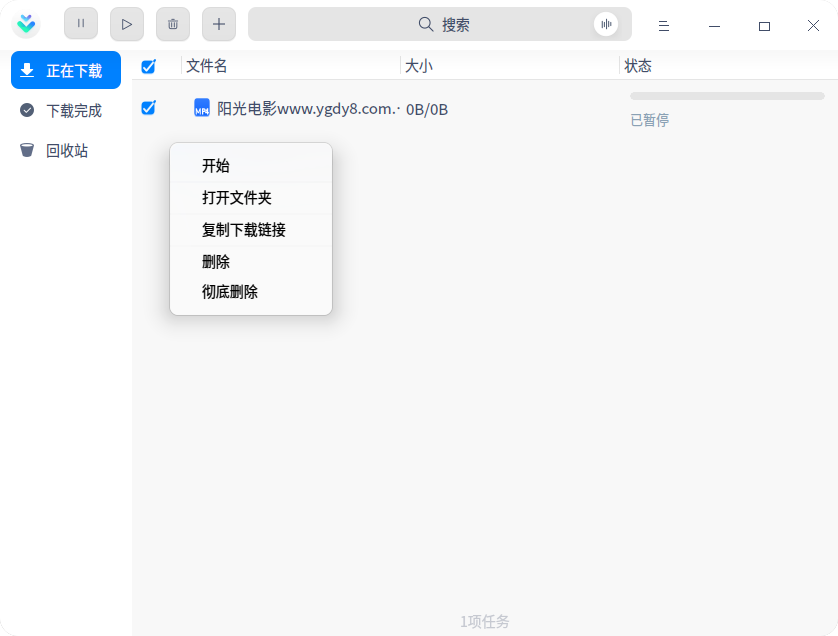 搜索
正在下载
下载完成
回收站
文件名
大小
状态
MP4
阳光电影www.ygdy8.com.·
0B/0B
已暂停
开始
打开文件夹
复制下载链接
删除
彻底删除
1项任务